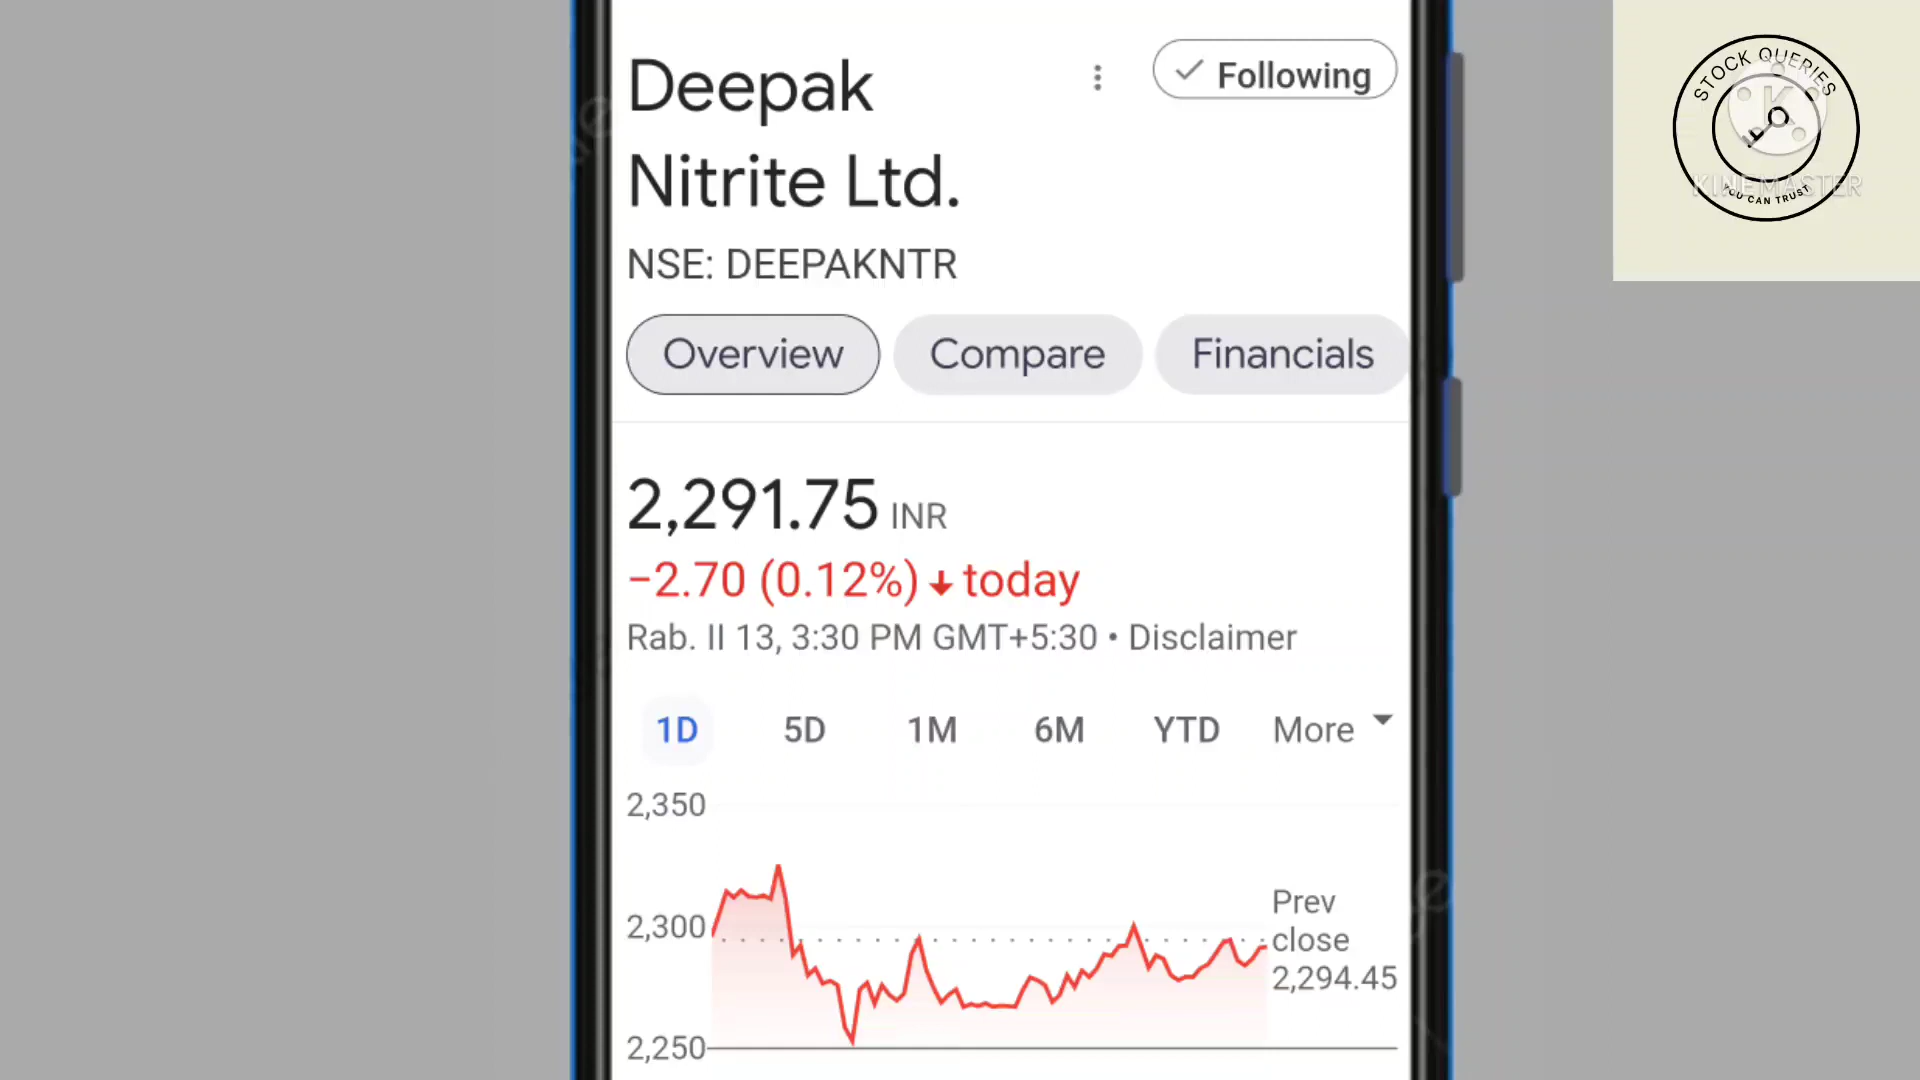 Deepak
Nitrite Ltd.
Following
NSE: DEEPAKNTR
Overview
Compare
Financials
2,291.75 INR
−2.70 (0.12%) ↓ today
Rab. II 13, 3:30 PM GMT+5:30 • Disclaimer
1D 5D 1M 6M YTD More
2,350
2,300
2,250
Prev
close
2,294.45
STOCK QUERIES
KINEMASTER
YOU CAN TRUST